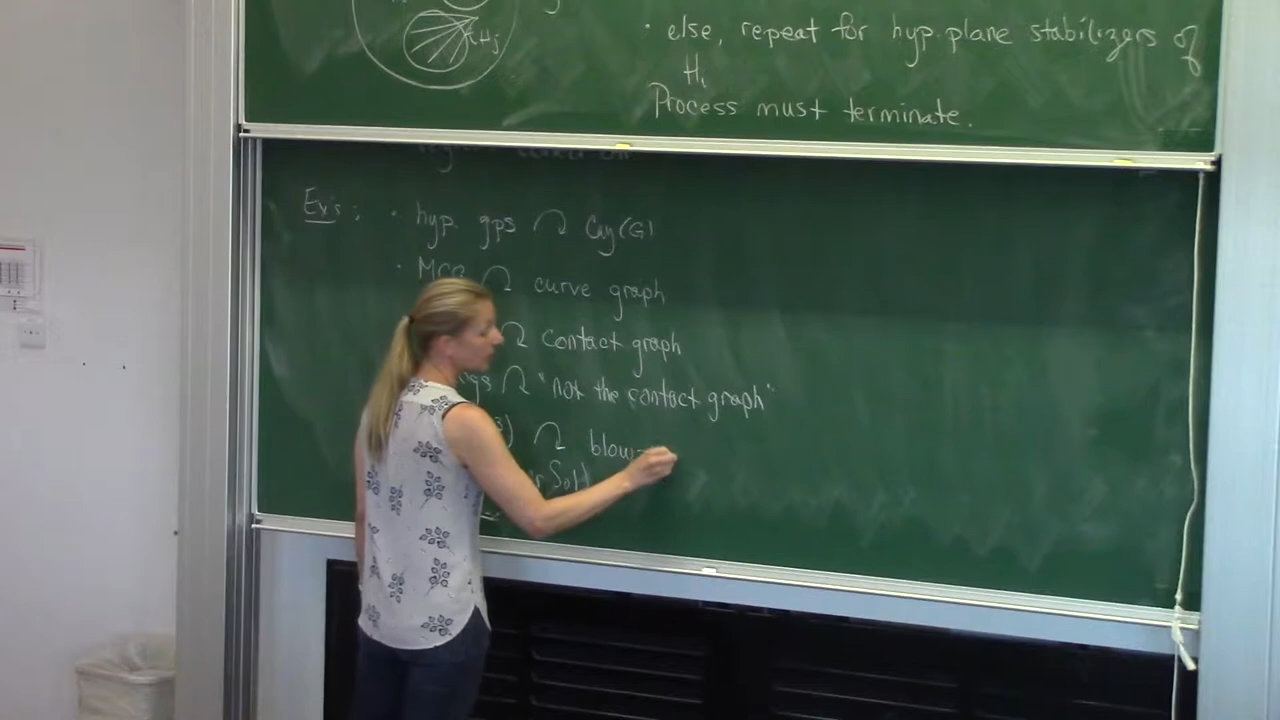 · else, repeat for hyp. plane stabilizers of
H₁
Process must terminate.
Ex's: · hyp. gps ↷ Cay(G)
· MCG ↷ curve graph
↷ contact graph
↷ "not the contact graph"
↷ blow-
Sol)